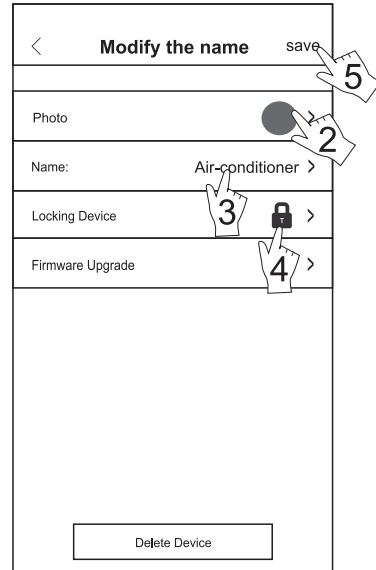 Modify the name save
5
Photo
2
Name: Air-conditioner
3
Locking Device
4
Firmware Upgrade
Delete Device